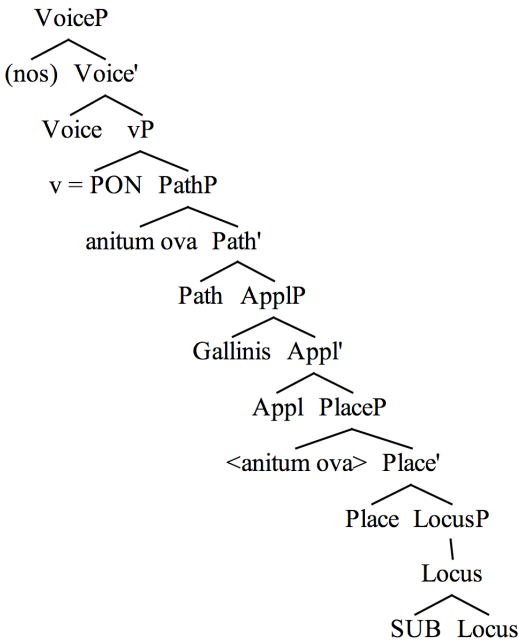 VoiceP
(nos) Voice'
Voice vP
v = PON PathP
anitum ova Path'
Path ApplP
Gallinis Appl'
Appl PlaceP
<anitum ova> Place'
Place LocusP
Locus
SUB Locus